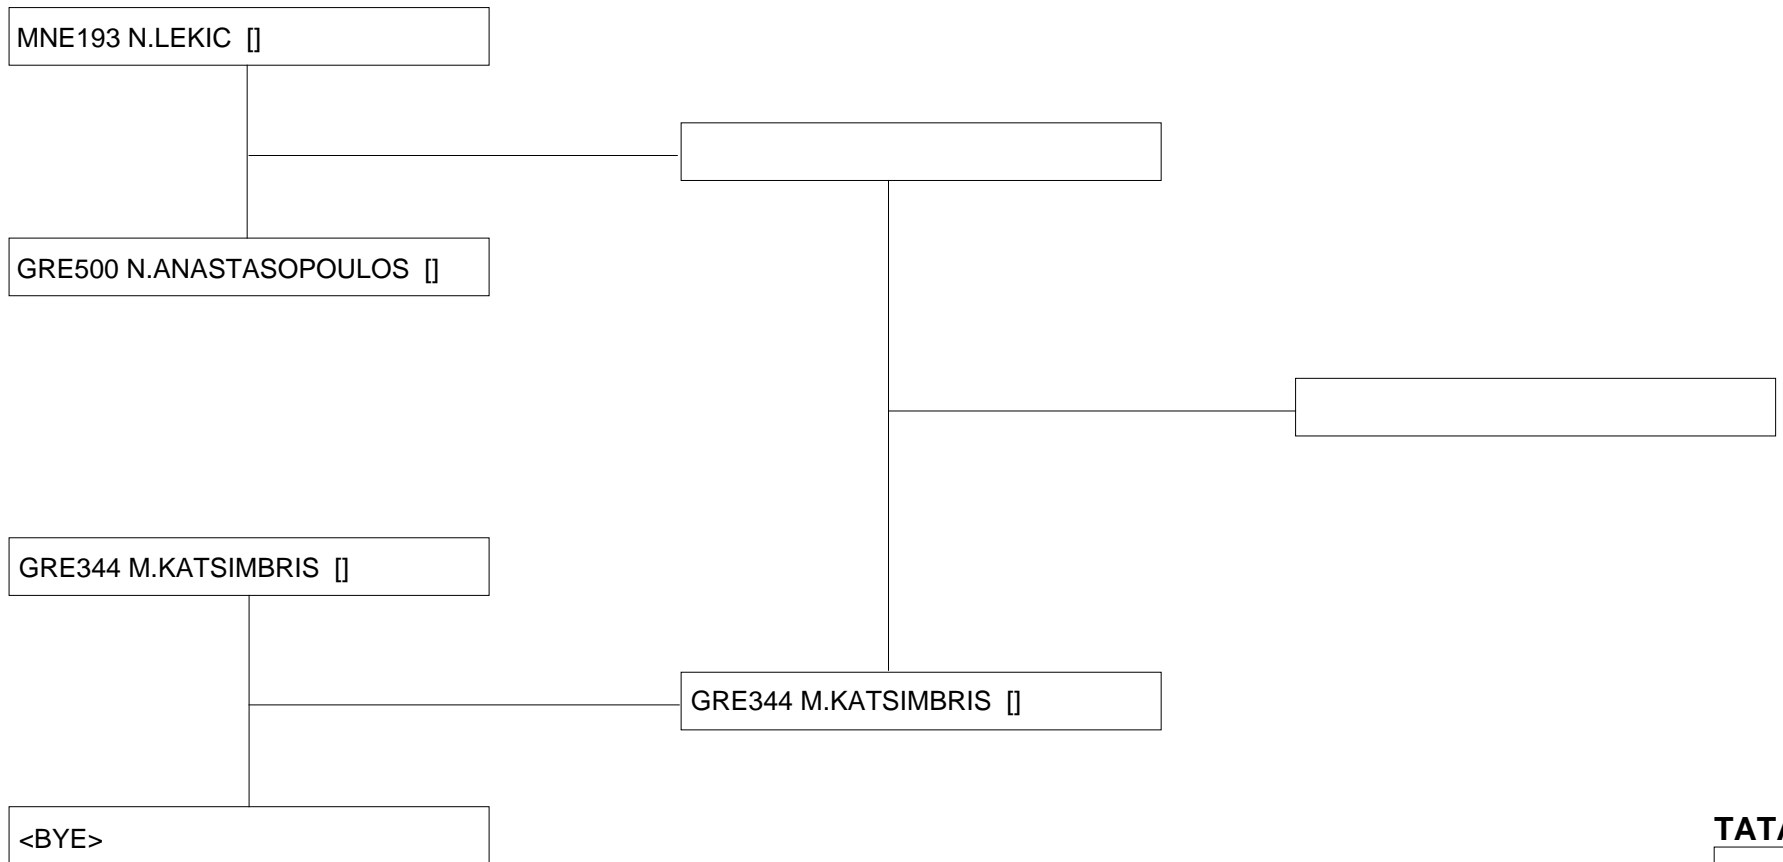 MNE193 N.LEKIC []
GRE500 N.ANASTASOPOULOS []
GRE344 M.KATSIMBRIS []
GRE344 M.KATSIMBRIS []
<BYE>